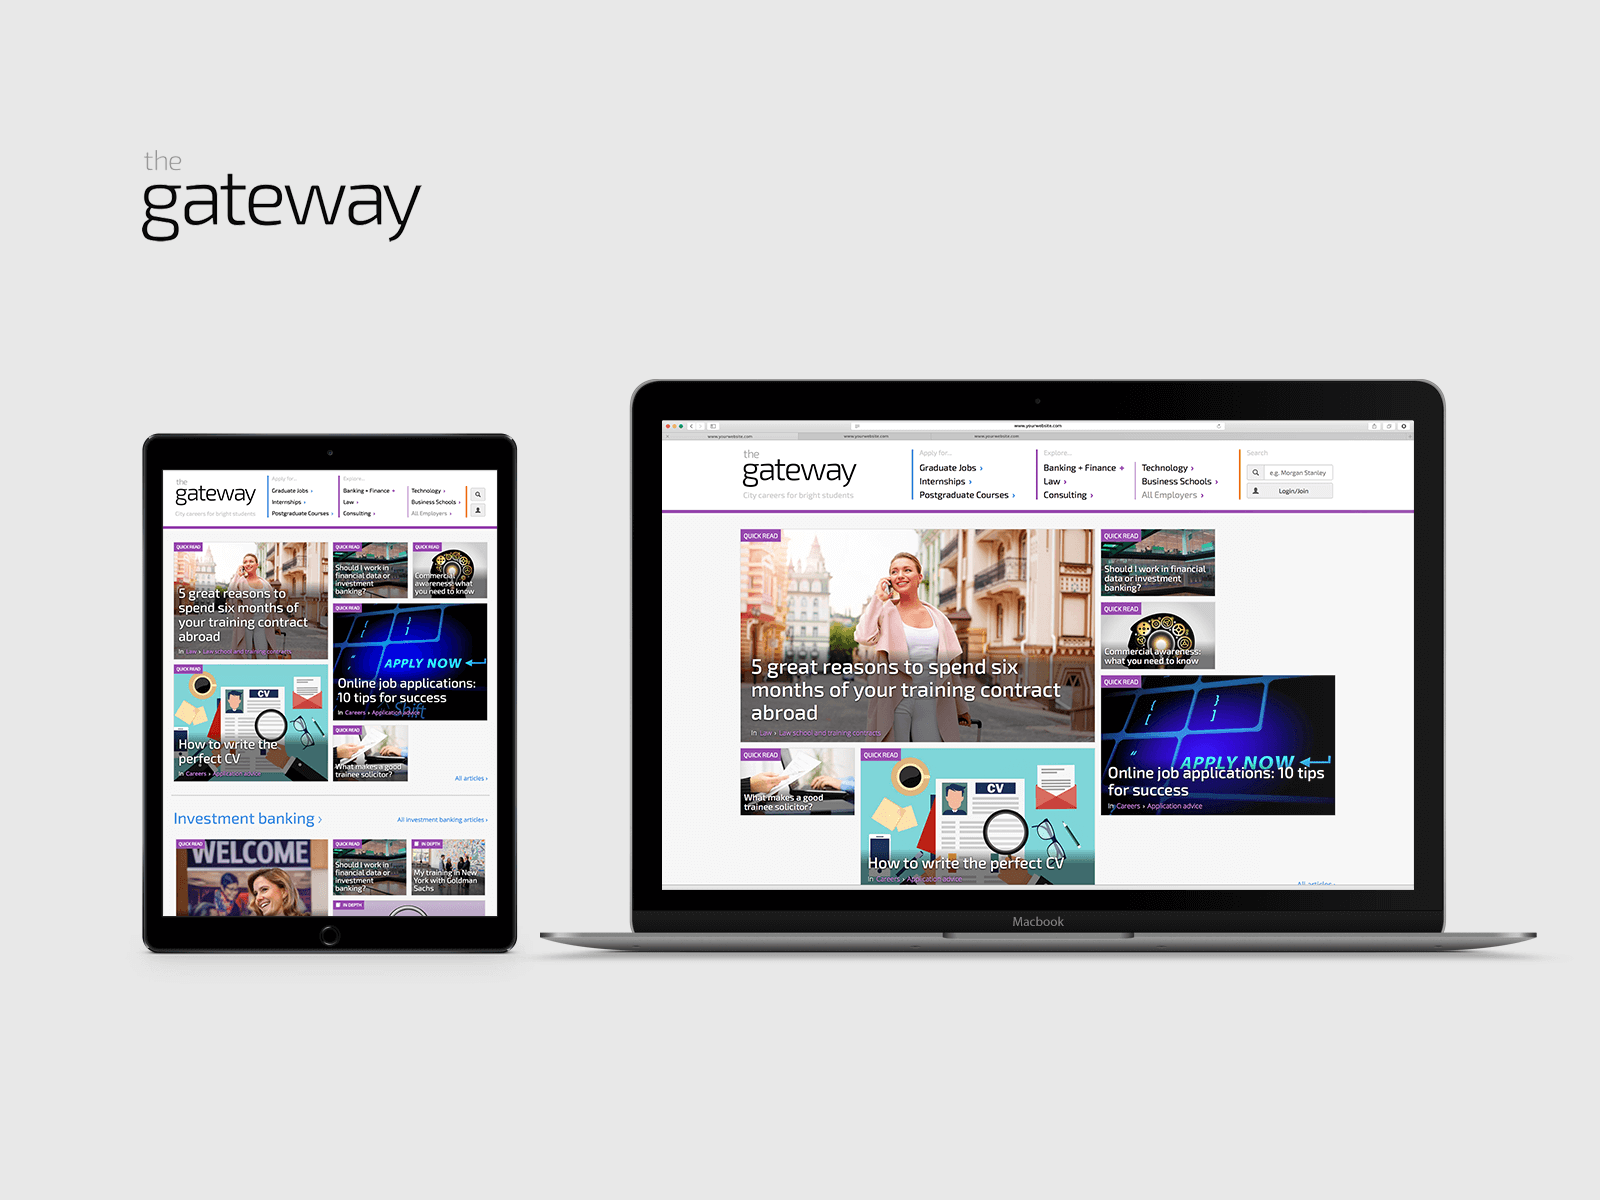 the
gateway
the
gateway
City careers for bright students
Apply for...
Graduate Jobs ›
Internships ›
Postgraduate Courses ›
Explore...
Banking + Finance +
Law ›
Consulting ›
Technology ›
Business Schools ›
All Employers ›
QUICK READ
5 great reasons to
spend six months of
your training contract
abroad
In Law › Law school and training contracts
QUICK READ
Should I work in
financial data or
investment
banking?
QUICK READ
Commercial
awareness: what
you need to know
QUICK READ
APPLY NOW
Online job applications:
10 tips for success
In Careers › Application advice
Shift
QUICK READ
CV
How to write the
perfect CV
In Careers › Application advice
QUICK READ
What makes a good
trainee solicitor?
All articles ›
Investment banking ›
All investment banking articles ›
QUICK READ
WELCOME
QUICK READ
Should I work in
financial data or
investment
banking?
IN DEPTH
My training in New
York with Goldman
Sachs
IN DEPTH
www.yourwebsite.com
www.yourwebsite.com
www.yourwebsite.com
www.yourwebsite.com
the
gateway
City careers for bright students
Apply for...
Graduate Jobs ›
Internships ›
Postgraduate Courses ›
Explore...
Banking + Finance +
Law ›
Consulting ›
Technology ›
Business Schools ›
All Employers ›
Search
e.g. Morgan Stanley
Login/Join
QUICK READ
5 great reasons to spend six
months of your training contract
abroad
In Law › Law school and training contracts
QUICK READ
Should I work in financial
data or investment
banking?
QUICK READ
Commercial awareness:
what you need to know
QUICK READ
{ [
" } ]
APPLY NOW
Online job applications: 10 tips
for success
In Careers › Application advice
QUICK READ
What makes a good
trainee solicitor?
QUICK READ
CV
How to write the perfect CV
In Careers › Application advice
All articles ›
Macbook